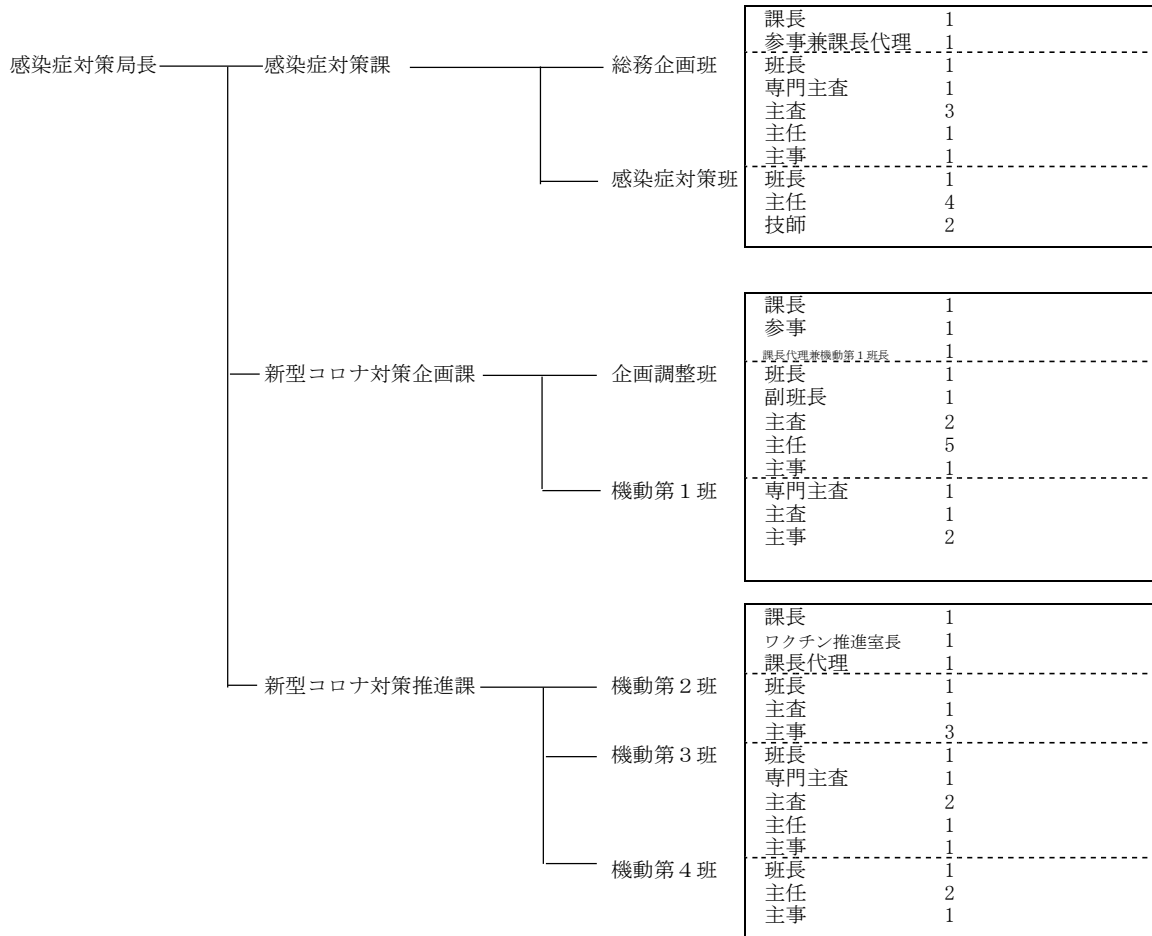 課長 1
参事兼課長代理 1
感染症対策局長 感染症対策課 総務企画班 班長 1
専門主査 1
主査 3
主任 1
主事 1
感染症対策班 班長 1
主任 4
技師 2
課長 1
参事 1
課長代理兼機動第1班長 1
新型コロナ対策企画課 企画調整班 班長 1
副班長 1
主査 2
主任 5
主事 1
機動第1班 専門主査 1
主査 1
主事 2
課長 1
ワクチン推進室長 1
課長代理 1
新型コロナ対策推進課 機動第2班 班長 1
主査 1
主事 3
機動第3班 班長 1
専門主査 1
主査 2
主任 1
主事 1
機動第4班 班長 1
主任 2
主事 1